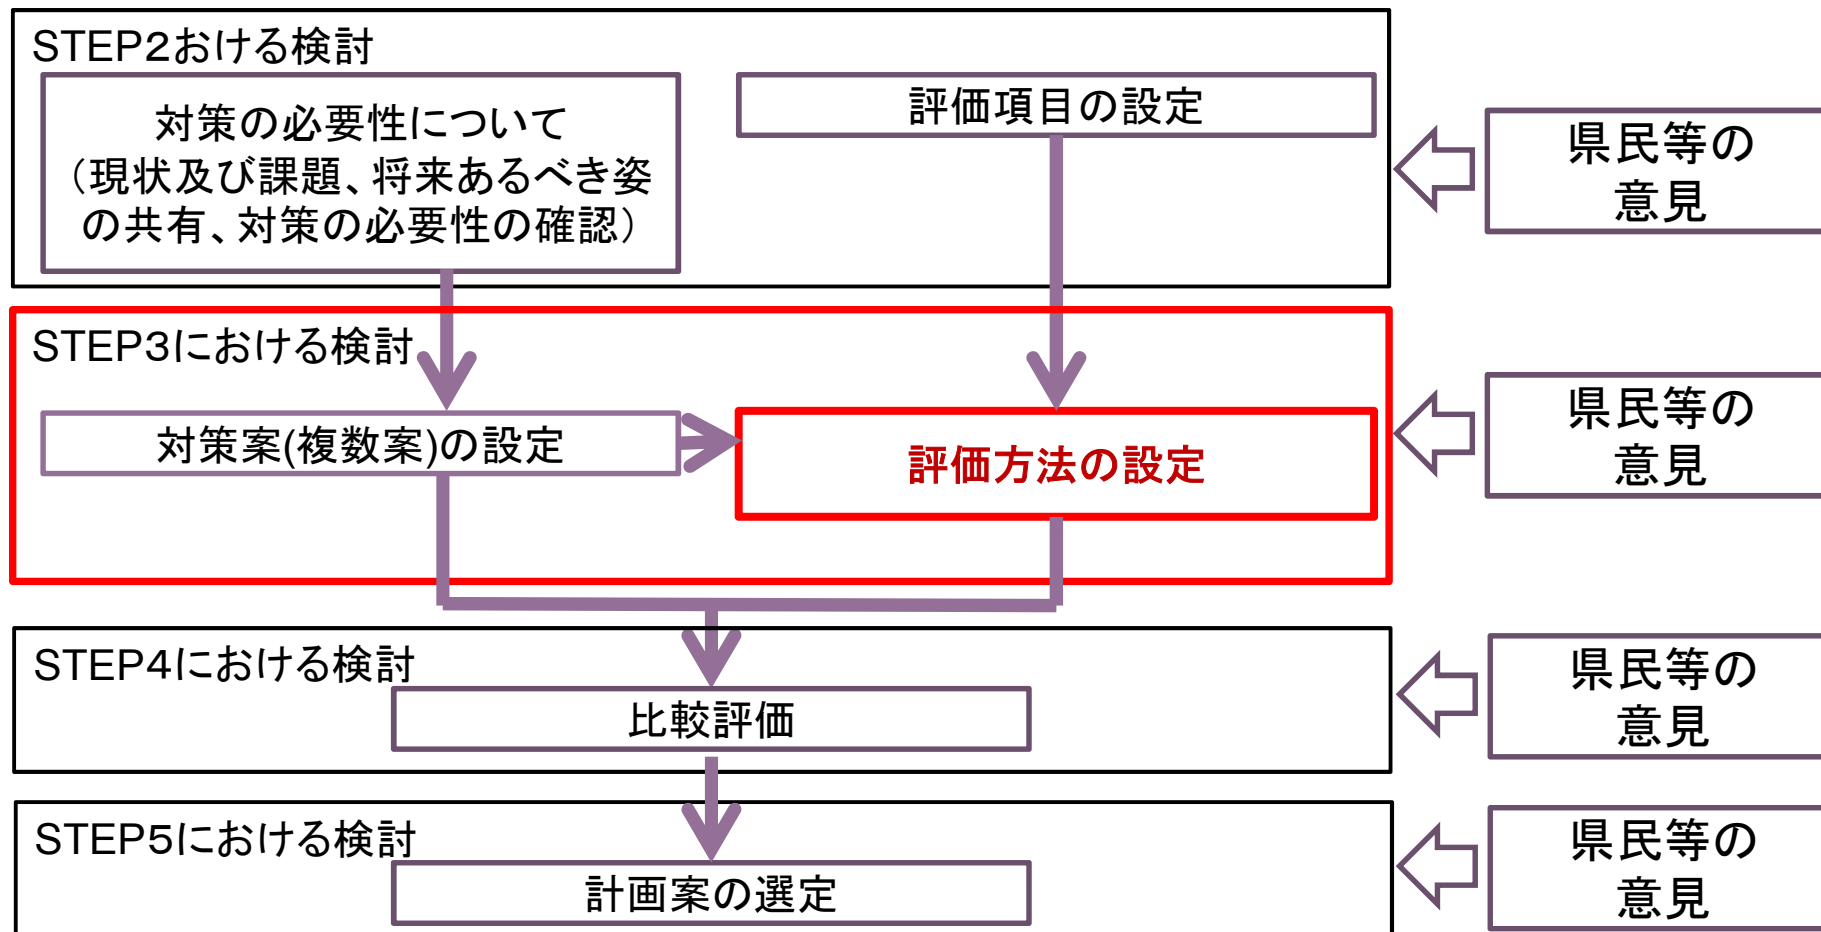 STEP2おける検討
対策の必要性について
（現状及び課題、将来あるべき姿
の共有、対策の必要性の確認）
評価項目の設定
県民等の
意見
STEP3における検討
対策案(複数案)の設定
評価方法の設定
県民等の
意見
STEP4における検討
比較評価
県民等の
意見
STEP5における検討
計画案の選定
県民等の
意見